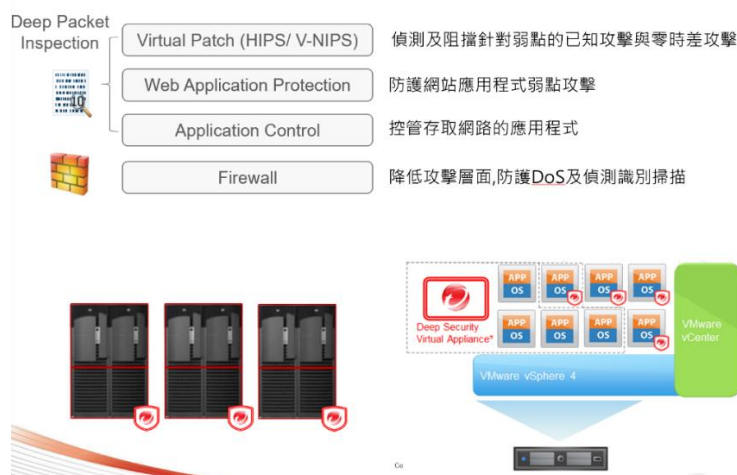 Deep Packet
Inspection
Virtual Patch (HIPS/ V-NIPS)
偵測及阻擋針對弱點的已知攻擊與零時差攻擊
Web Application Protection
防護網站應用程式弱點攻擊
Application Control
控管存取網路的應用程式
Firewall
降低攻擊層面,防護DoS及偵測識別掃描
APP
OS
APP
OS
APP
OS
APP
OS
Deep Security
Virtual Appliance*
APP
OS
APP
OS
APP
OS
APP
OS
VMware
vCenter
VMware vSphere 4
Co